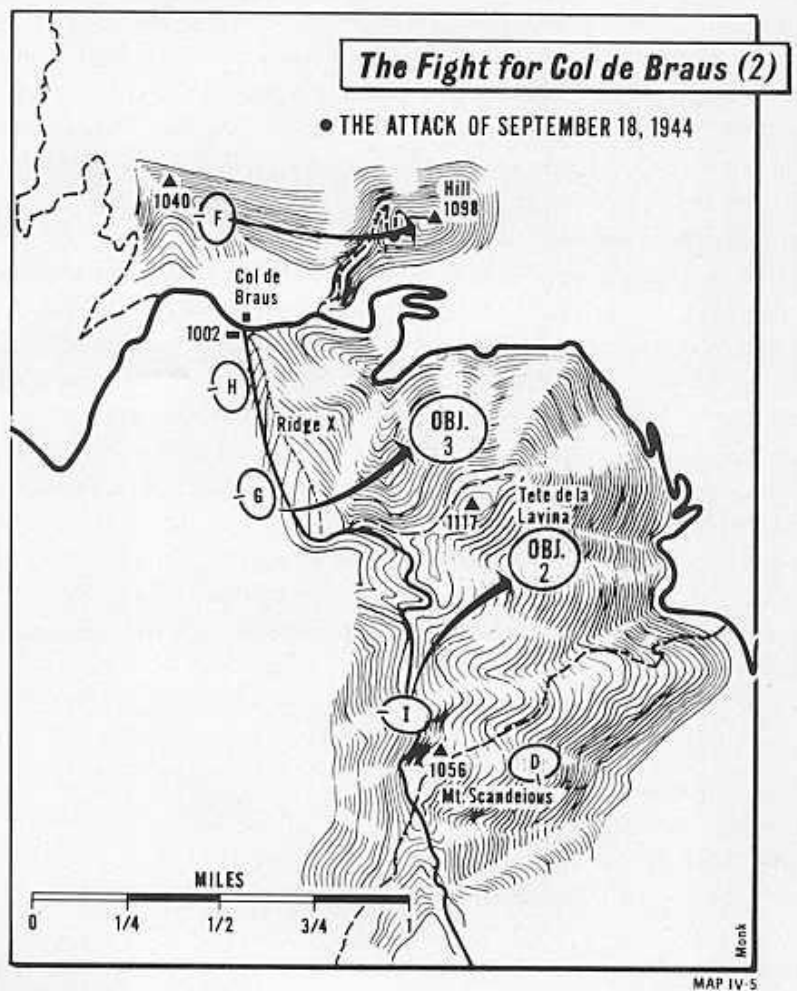 The Fight for Col de Braus (2)
● THE ATTACK OF SEPTEMBER 18, 1944
1040
F
Hill
1098
Col de
Braus
1002
H
Ridge X
OBJ.
3
G
Tete de la
Lavina
1117
OBJ.
2
I
1056
D
Mt. Scandeious
MILES
0 1/4 1/2 3/4 1
Monk
MAP IV-5